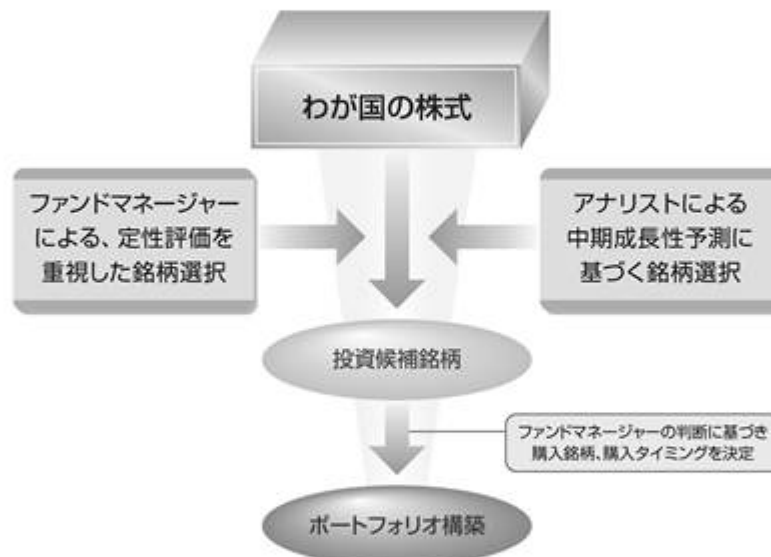 わが国の株式
ファンドマネージャー
による、定性評価を
重視した銘柄選択
アナリストによる
中期成長性予測に
基づく銘柄選択
投資候補銘柄
ファンドマネージャーの判断に基づき
購入銘柄、購入タイミングを決定
ポートフォリオ構築